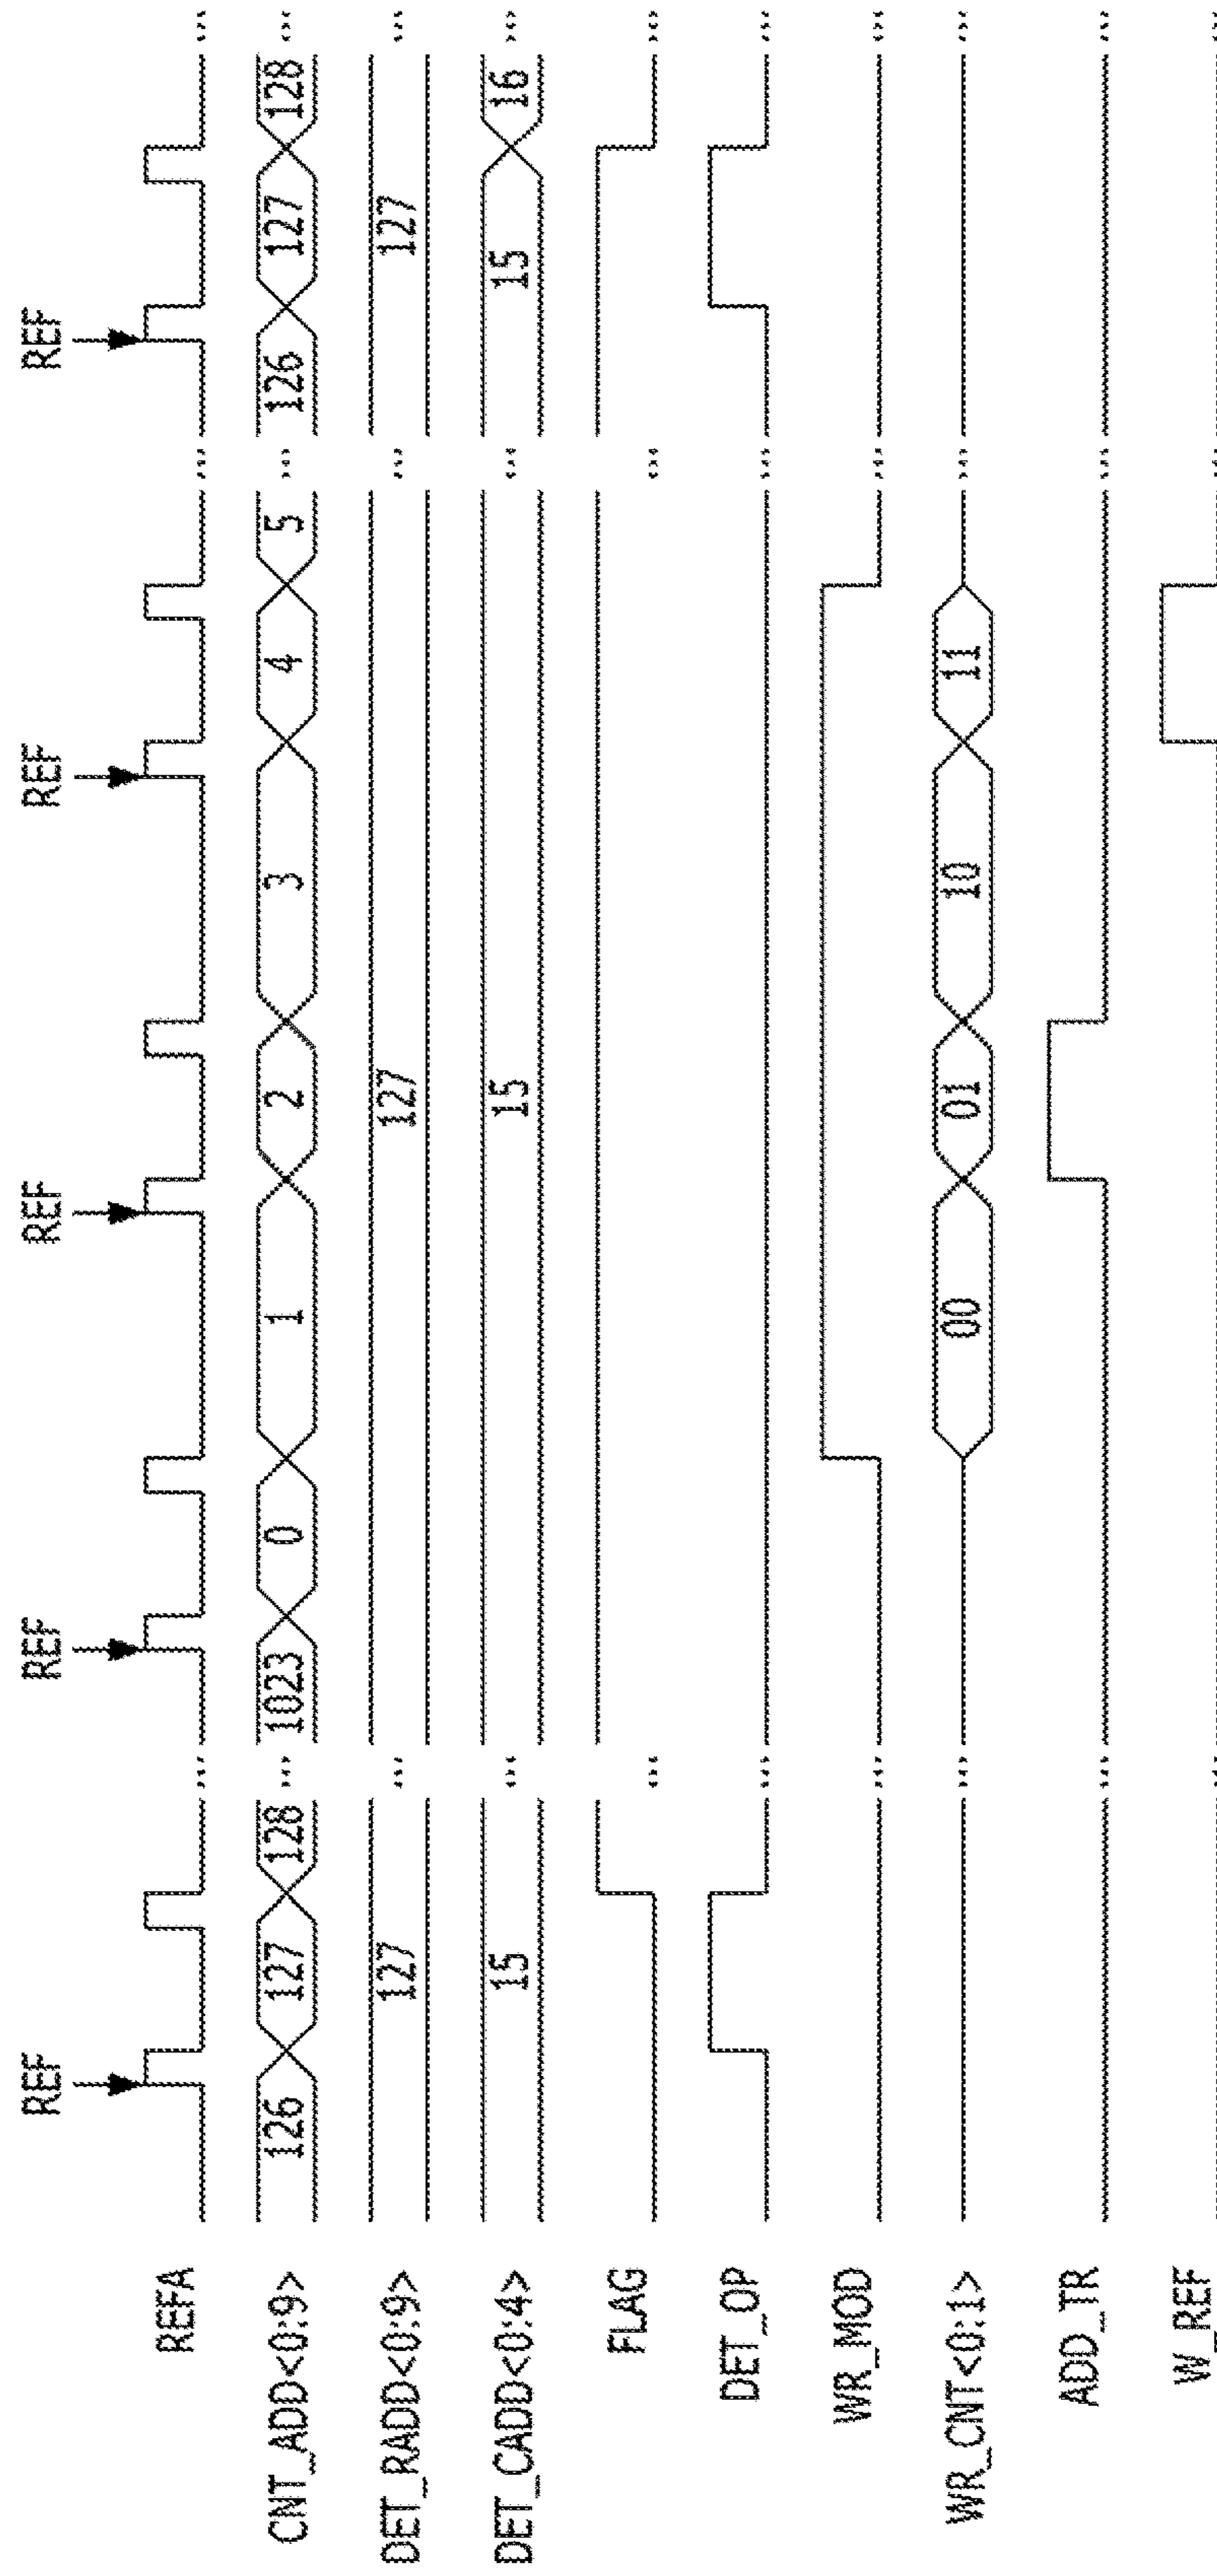 REF REF REF REF REF
REFA
CNT_ADD<0:9> 126 127 128 1023 0 1 2 3 4 5 126 127 128
DET_RADD<0:9> 127 127 127
DET_CADD<0:4> 15 15 15 16
FLAG
DET_OP
WR_MOD
WR_CNT<0:1> 00 01 10 11
ADD_TR
W_REF